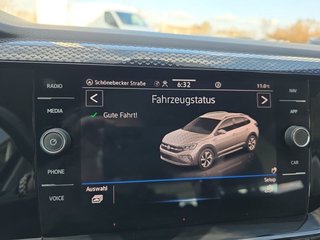 RADIO
MEDIA
PHONE
VOICE
Schönebecker Straße
6:32
11.0°C
Fahrzeugstatus
Gute Fahrt!
Auswahl
Setup
NAV
APP
CAR